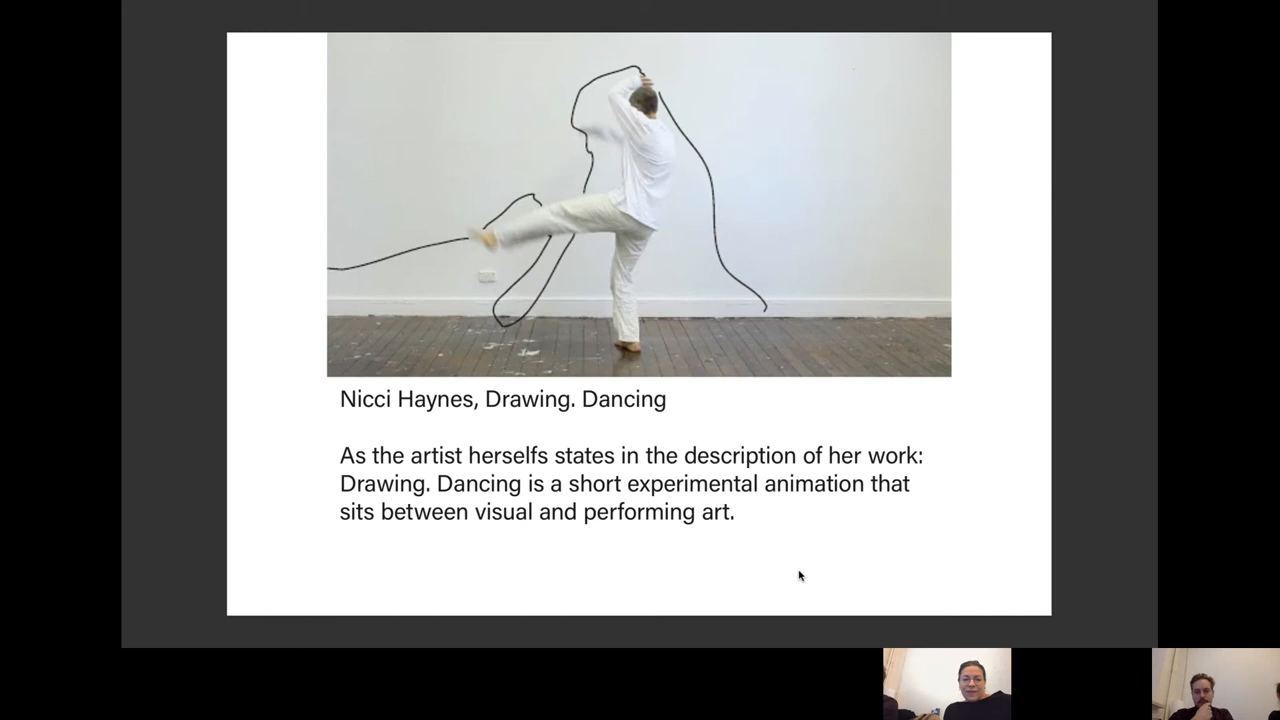 Nicci Haynes, Drawing. Dancing
As the artist herselfs states in the description of her work:
Drawing. Dancing is a short experimental animation that
sits between visual and performing art.